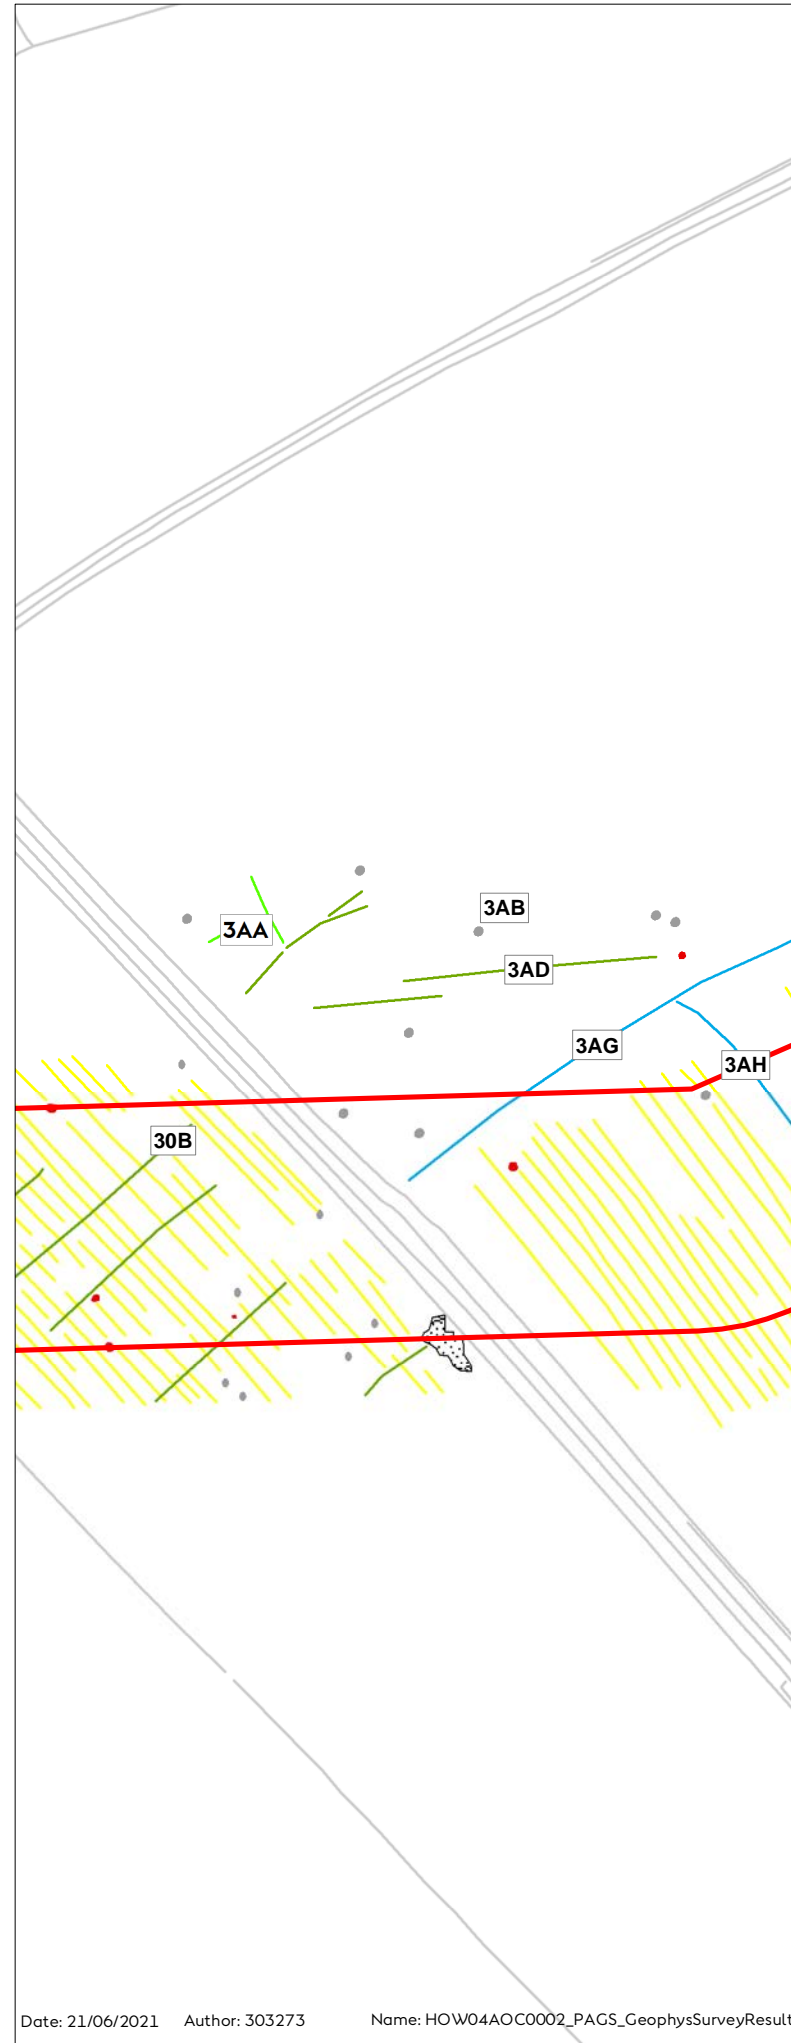 3AB
3AA
3AD
3AG
3AH
30B
Date: 21/06/2021 Author: 303273 Name: HOW04AOC0002_PAGS_GeophysSurveyResult